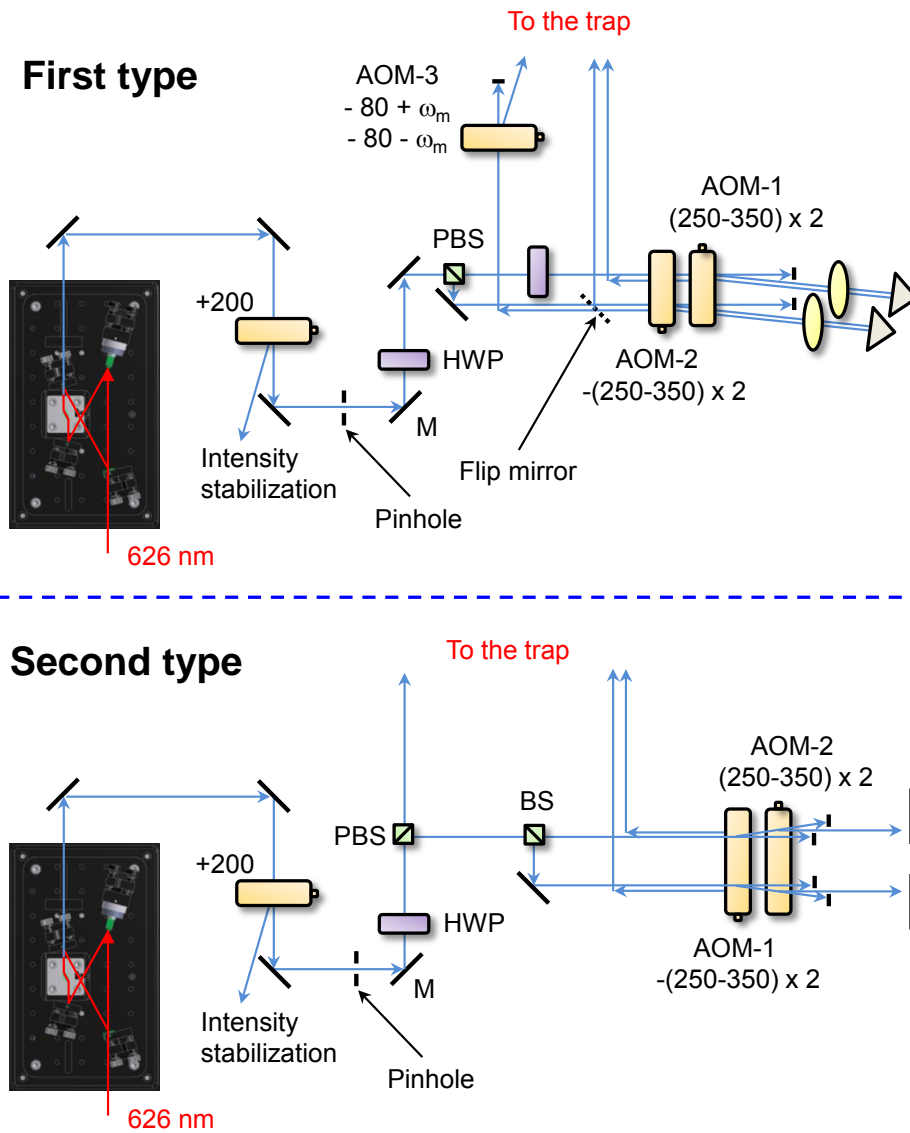 To the trap
First type
AOM-3
- 80 + ωm
- 80 - ωm
AOM-1
(250-350) x 2
PBS
+200
HWP
AOM-2
-(250-350) x 2
M
Intensity
stabilization
Flip mirror
Pinhole
626 nm
Second type
To the trap
AOM-2
(250-350) x 2
BS
PBS
+200
HWP
AOM-1
-(250-350) x 2
M
Intensity
stabilization
Pinhole
626 nm